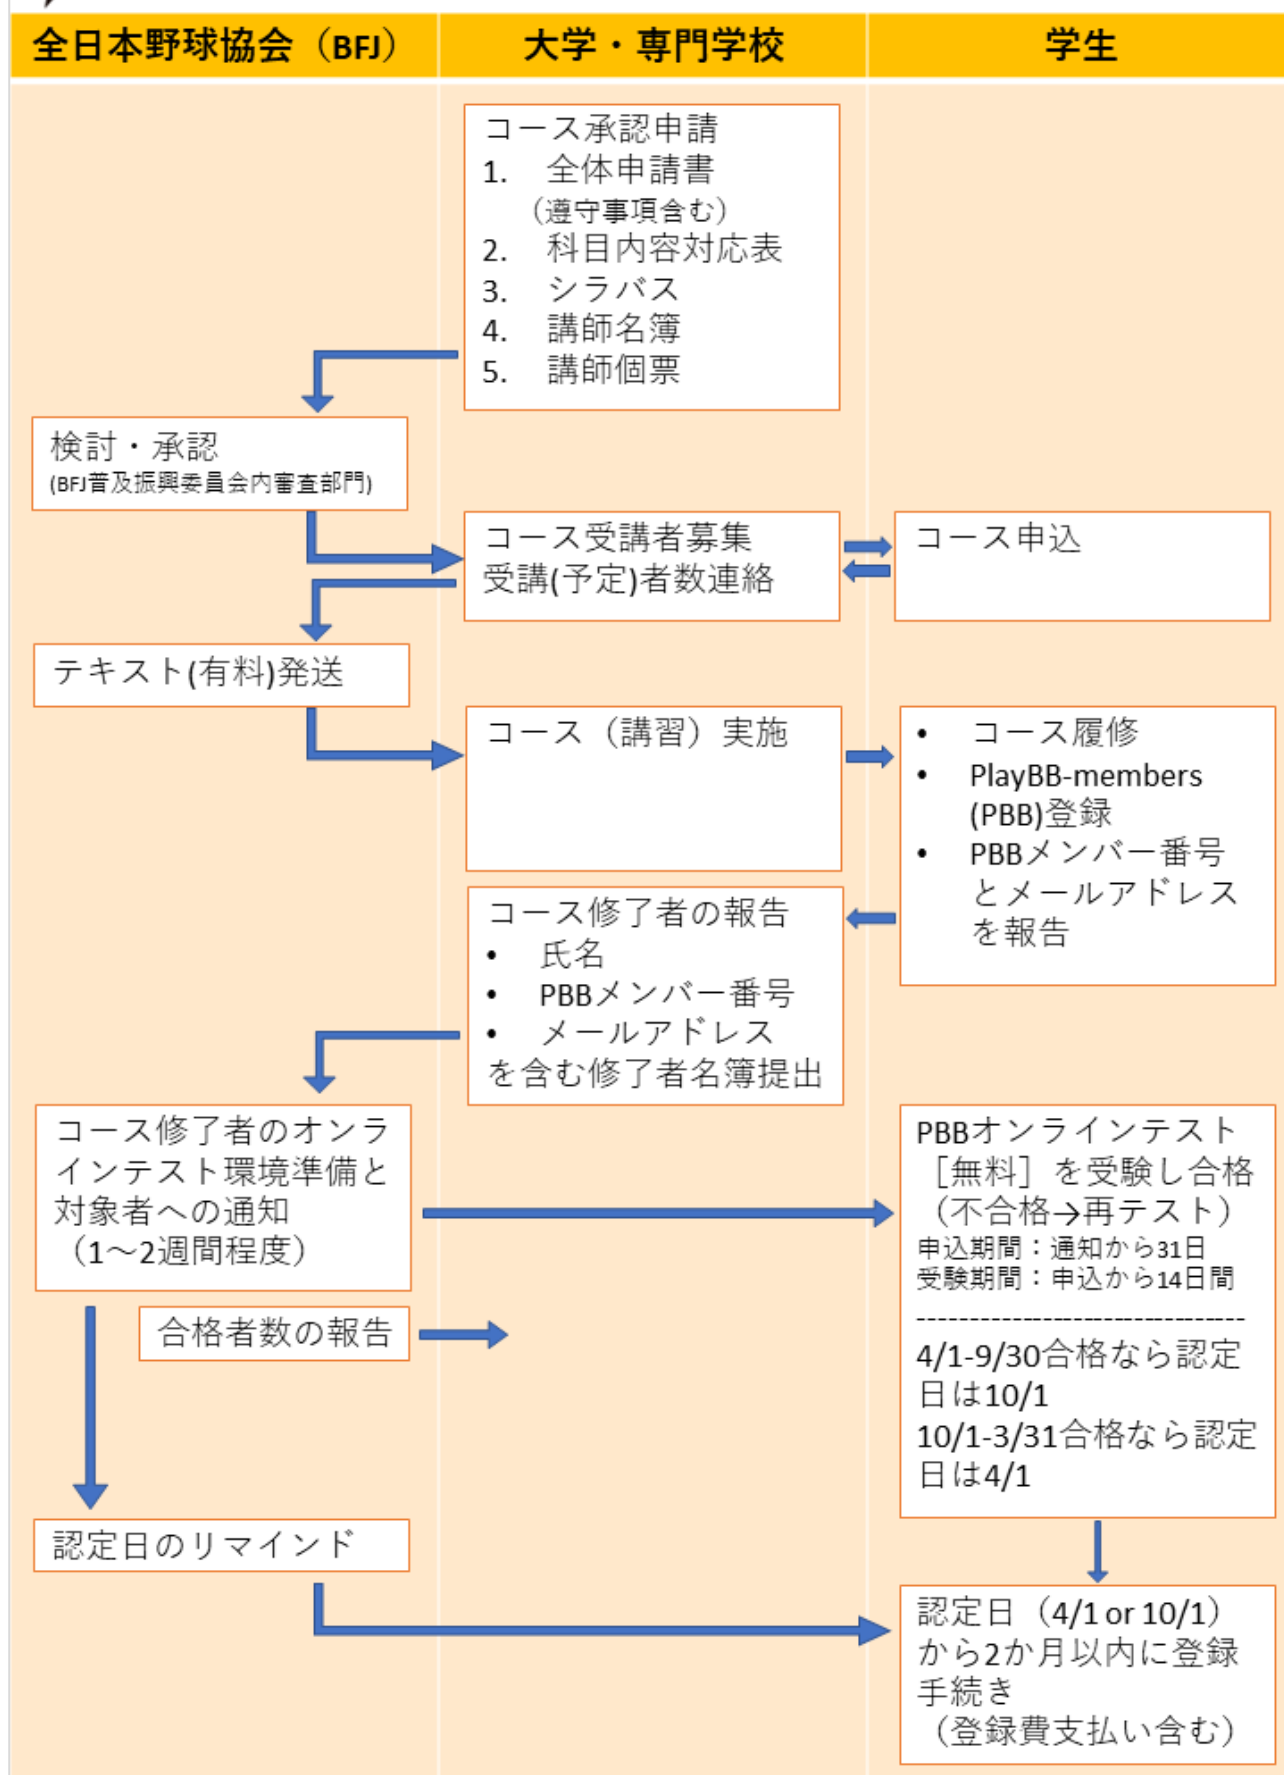 全日本野球協会（BFJ）
大学・専門学校
学生
コース承認申請
1. 全体申請書
（遵守事項含む）
2. 科目内容対応表
3. シラバス
4. 講師名簿
5. 講師個票
検討・承認
(BFJ普及振興委員会内審査部門)
コース受講者募集
受講(予定)者数連絡
コース申込
テキスト(有料)発送
コース（講習）実施
• コース履修
• PlayBB-members
(PBB)登録
• PBBメンバー番号
とメールアドレス
を報告
コース修了者の報告
• 氏名
• PBBメンバー番号
• メールアドレス
を含む修了者名簿提出
コース修了者のオンラ
インテスト環境準備と
対象者への通知
（1～2週間程度）
PBBオンラインテスト
［無料］を受験し合格
（不合格→再テスト）
申込期間：通知から31日
受験期間：申込から14日間
--------------------------------
4/1-9/30合格なら認定
日は10/1
10/1-3/31合格なら認定
日は4/1
合格者数の報告
認定日のリマインド
認定日（4/1 or 10/1）
から2か月以内に登録
手続き
（登録費支払い含む）